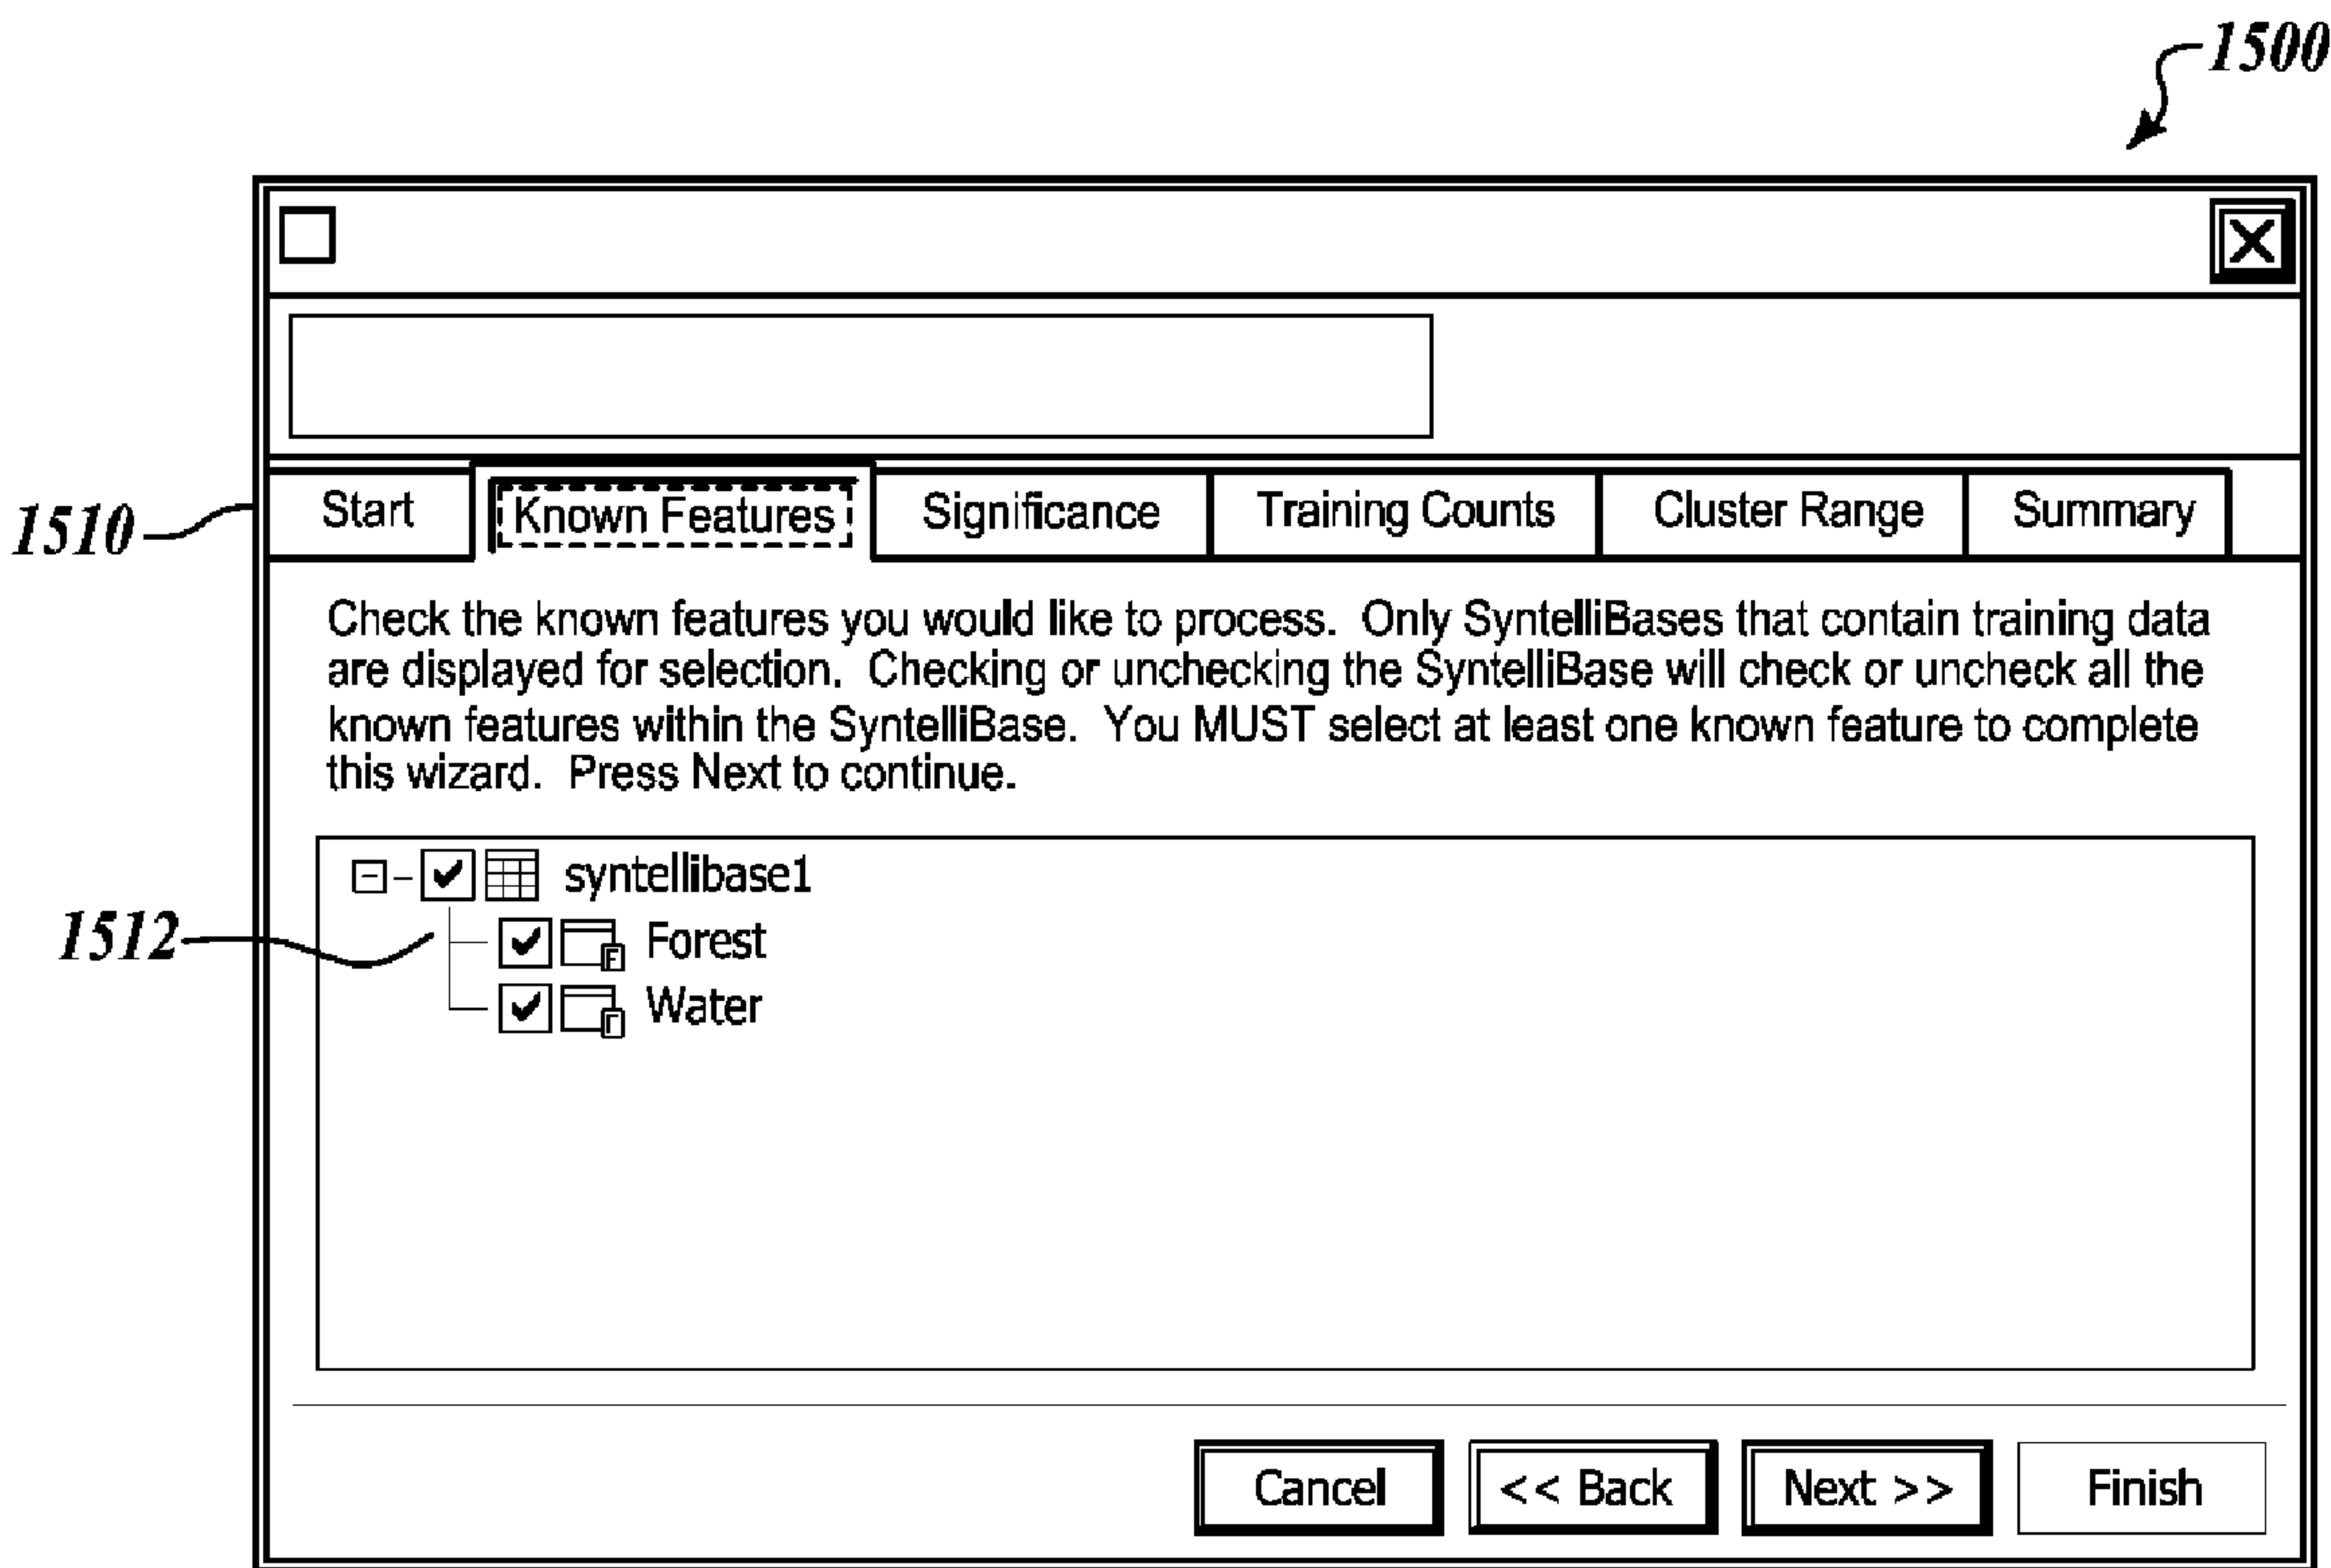 1500
1510
Start Known Features Significance Training Counts Cluster Range Summary
Check the known features you would like to process. Only SyntelliBases that contain training data
are displayed for selection. Checking or unchecking the SyntelliBase will check or uncheck all the
known features within the SyntelliBase. You MUST select at least one known feature to complete
this wizard. Press Next to continue.
syntellibase1
1512
F Forest
Water
Cancel << Back Next >> Finish